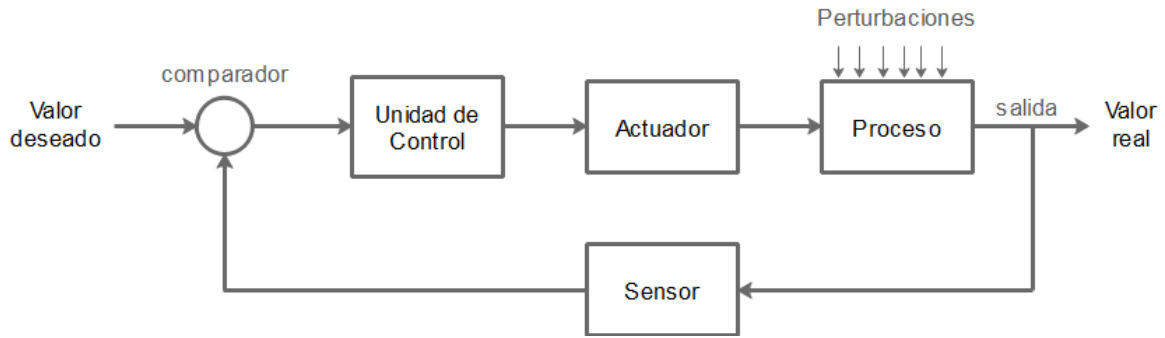 Perturbaciones
comparador
Valor
deseado
Unidad de
Control
Actuador
Proceso
salida
Valor
real
Sensor